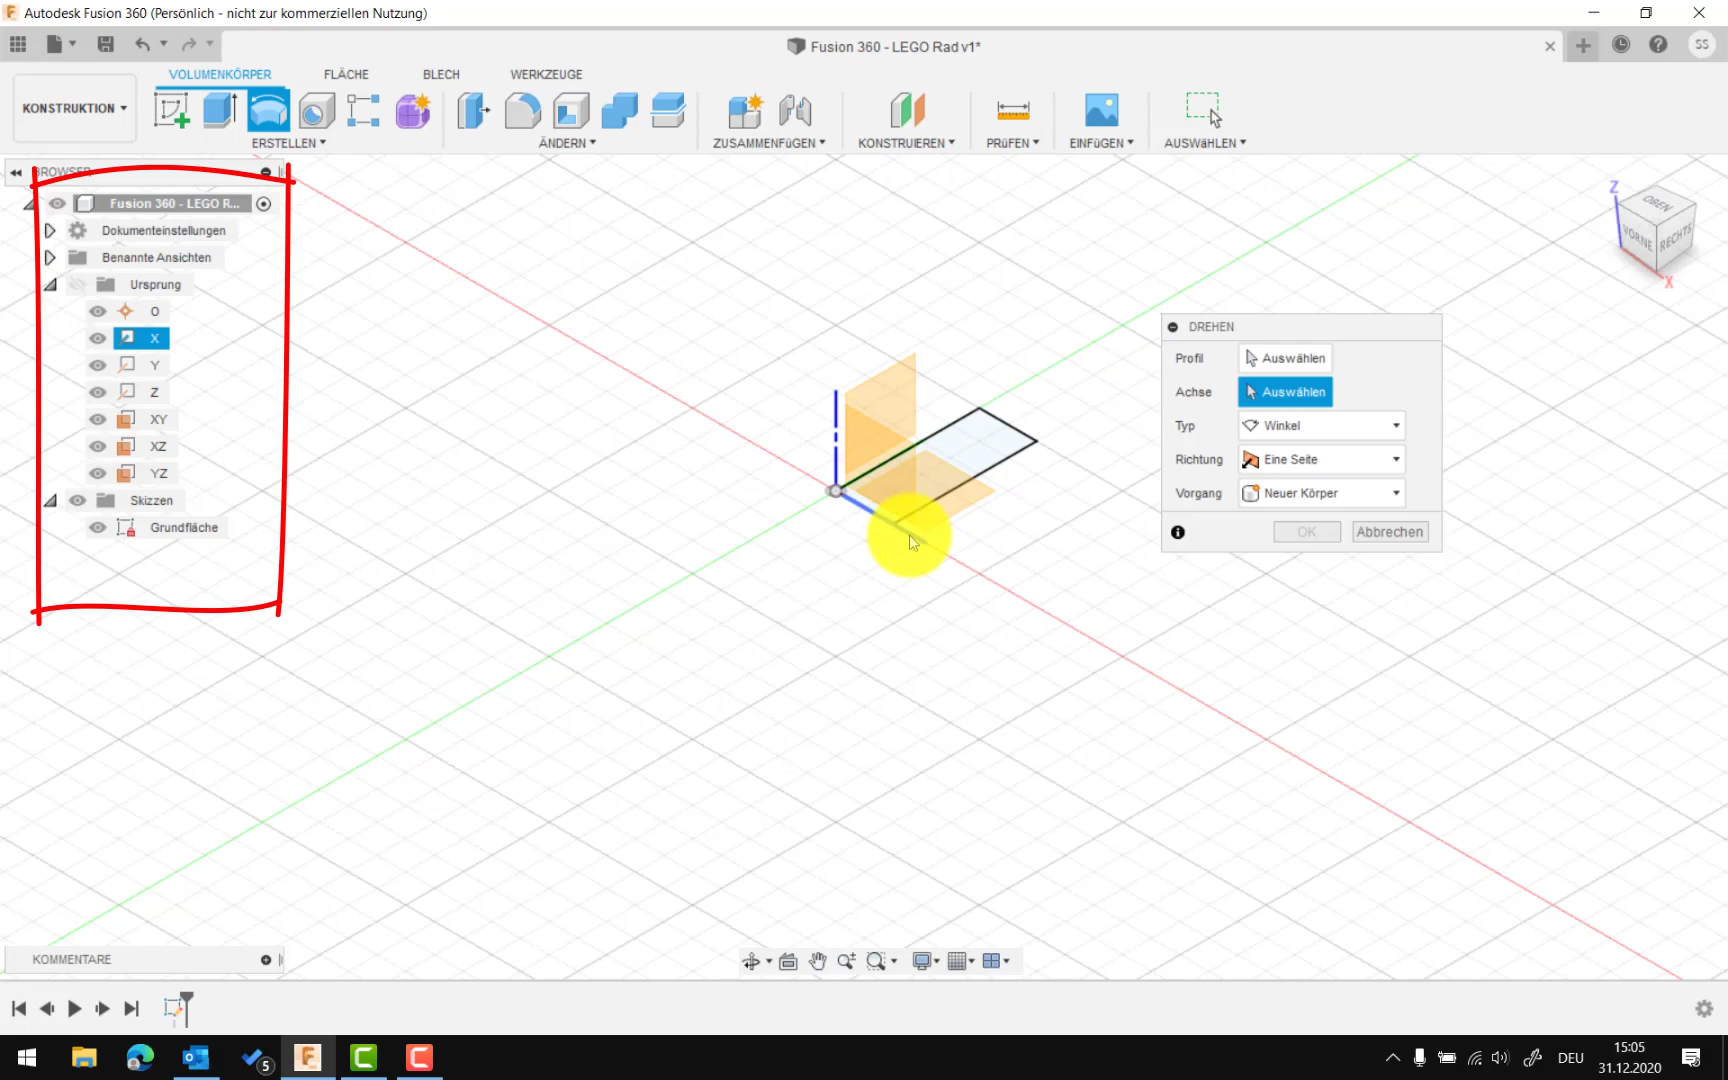 Autodesk Fusion 360 (Persönlich - nicht zur kommerziellen Nutzung)
Fusion 360 - LEGO Rad v1*
SS
KONSTRUKTION
VOLUMENKÖRPER
FLÄCHE
BLECH
WERKZEUGE
ERSTELLEN
ÄNDERN
ZUSAMMENFÜGEN
KONSTRUIEREN
PRÜFEN
EINFÜGEN
AUSWÄHLEN
BROWSER
Fusion 360 - LEGO R...
Dokumenteinstellungen
Benannte Ansichten
Ursprung
O
X
Y
Z
XY
XZ
YZ
Skizzen
Grundfläche
Z
OBEN
VORNE
RECHTS
X
DREHEN
Profil Auswählen
Achse Auswählen
Typ Winkel
Richtung Eine Seite
Vorgang Neuer Körper
OK Abbrechen
KOMMENTARE
5
DEU
15:05
31.12.2020